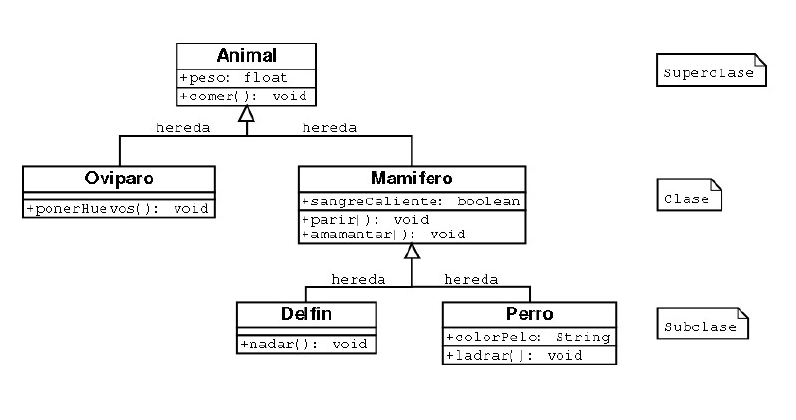 Animal
+peso: float
+comer(): void
Superclase
hereda
hereda
Oviparo
+ponerHuevos(): void
Mamifero
+sangreCaliente: boolean
+parir(): void
+amamantar(): void
Clase
hereda
hereda
Delfin
+nadar(): void
Perro
+colorPelo: String
+ladrar(): void
Subclase